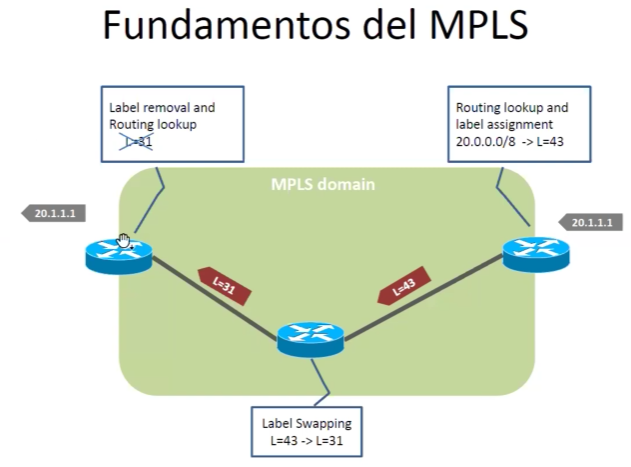 Fundamentos del MPLS
Label removal and
Routing lookup
L=31
Routing lookup and
label assignment
20.0.0.0/8 -> L=43
MPLS domain
20.1.1.1
20.1.1.1
L=31
L=43
Label Swapping
L=43 -> L=31